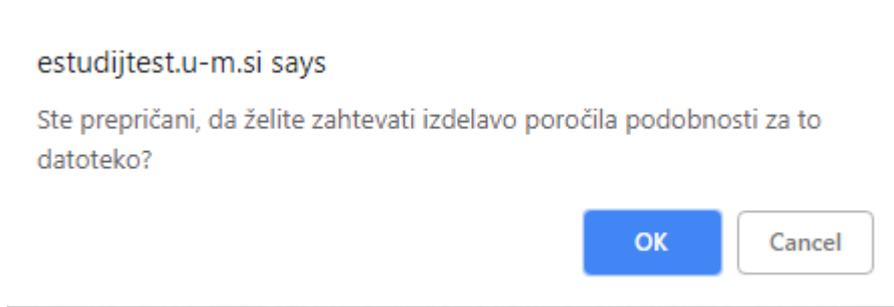 estudijtest.u-m.si says
Ste prepričani, da želite zahtevati izdelavo poročila podobnosti za to
datoteko?
OK
Cancel